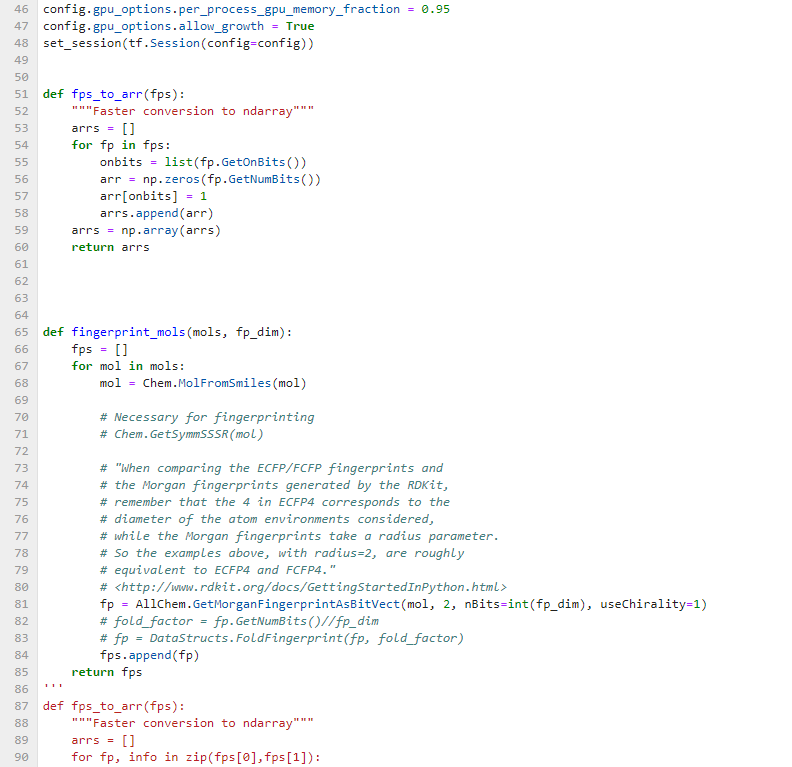 46 config.gpu_options.per_process_gpu_memory_fraction = 0.95
47 config.gpu_options.allow_growth = True
48 set_session(tf.Session(config=config))
49
50
51 def fps_to_arr(fps):
52     """Faster conversion to ndarray"""
53     arrs = []
54     for fp in fps:
55         onbits = list(fp.GetOnBits())
56         arr = np.zeros(fp.GetNumBits())
57         arr[onbits] = 1
58         arrs.append(arr)
59     arrs = np.array(arrs)
60     return arrs
61
62
63
64
65 def fingerprint_mols(mols, fp_dim):
66     fps = []
67     for mol in mols:
68         mol = Chem.MolFromSmiles(mol)
69
70         # Necessary for fingerprinting
71         # Chem.GetSymmSSSR(mol)
72
73         # "When comparing the ECFP/FCFP fingerprints and
74         # the Morgan fingerprints generated by the RDKit,
75         # remember that the 4 in ECFP4 corresponds to the
76         # diameter of the atom environments considered,
77         # while the Morgan fingerprints take a radius parameter.
78         # So the examples above, with radius=2, are roughly
79         # equivalent to ECFP4 and FCFP4."
80         # <http://www.rdkit.org/docs/GettingStartedInPython.html>
81         fp = AllChem.GetMorganFingerprintAsBitVect(mol, 2, nBits=int(fp_dim), useChirality=1)
82         # fold_factor = fp.GetNumBits()//fp_dim
83         # fp = DataStructs.FoldFingerprint(fp, fold_factor)
84         fps.append(fp)
85     return fps
86 '''
87 def fps_to_arr(fps):
88     """Faster conversion to ndarray"""
89     arrs = []
90     for fp, info in zip(fps[0],fps[1]):